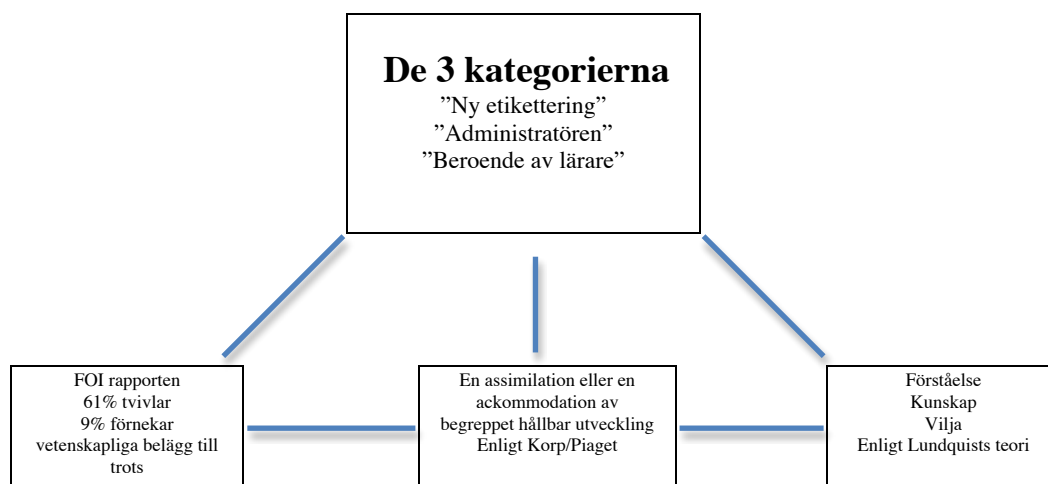 De 3 kategorierna
”Ny etikettering”
”Administratören”
”Beroende av lärare”
FOI rapporten
61% tvivlar
9% förnekar
vetenskapliga belägg till
trots
En assimilation eller en
ackommodation av
begreppet hållbar utveckling
Enligt Korp/Piaget
Förståelse
Kunskap
Vilja
Enligt Lundquists teori